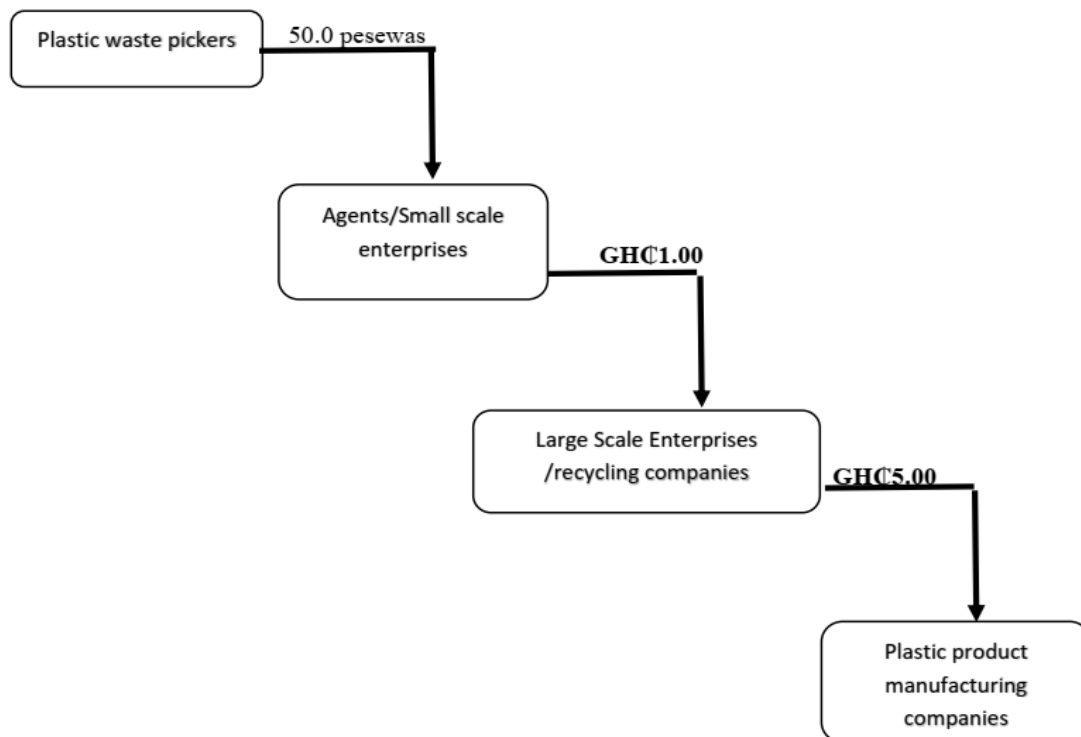 Plastic waste pickers
50.0 pesewas
Agents/Small scale
enterprises
GH₵1.00
Large Scale Enterprises
/recycling companies
GH₵5.00
Plastic product
manufacturing
companies